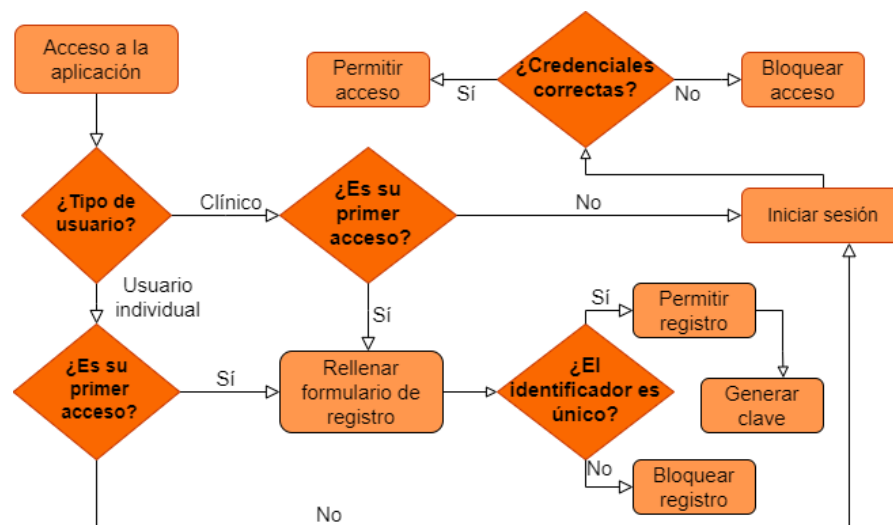 Acceso a la
aplicación
Permitir
acceso
Sí
¿Credenciales
correctas?
No
Bloquear
acceso
¿Tipo de
usuario?
Clínico
¿Es su
primer
acceso?
No
Iniciar sesión
Usuario
individual
Sí
¿Es su
primer
acceso?
Sí
Rellenar
formulario de
registro
¿El
identificador es
único?
Sí
Permitir
registro
Generar
clave
No
Bloquear
registro
No